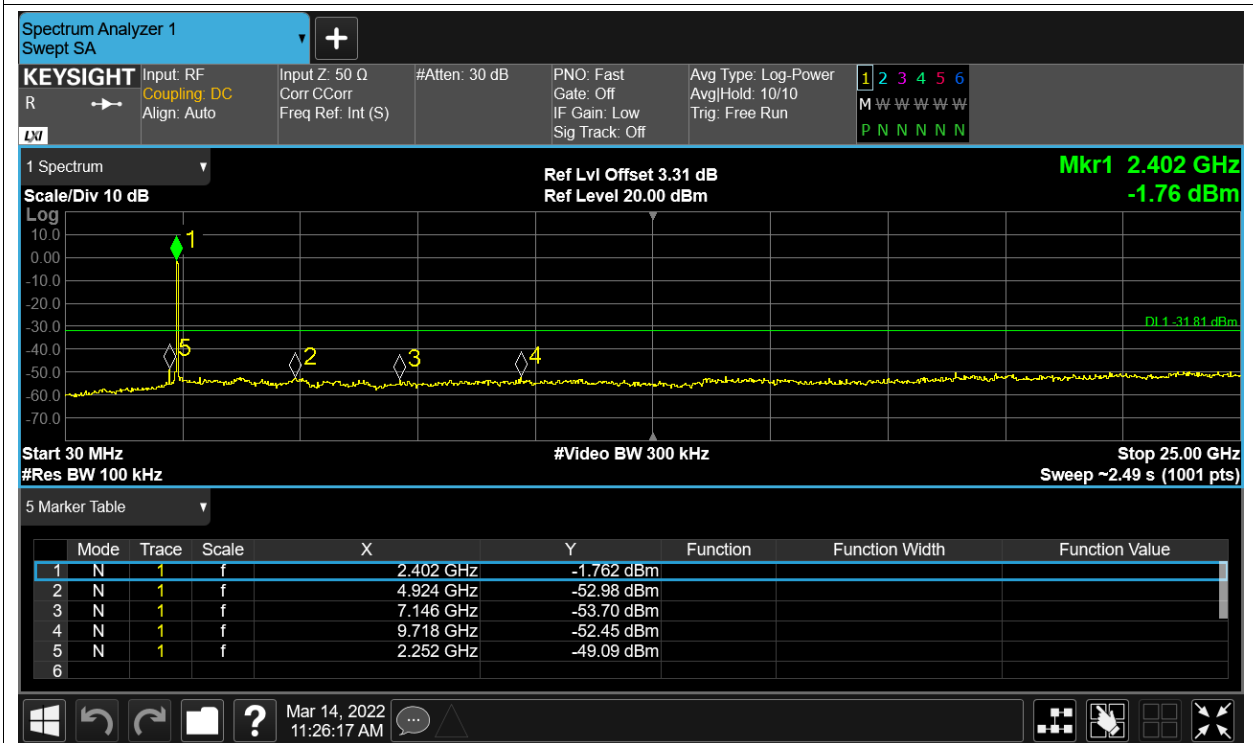 Spectrum Analyzer 1
Swept SA
KEYSIGHT Input: RF Input Z: 50 Ω #Atten: 30 dB PNO: Fast Avg Type: Log-Power 1 2 3 4 5 6
R Coupling: DC Corr CCorr Gate: Off Avg|Hold: 10/10 M W W W W W
Align: Auto Freq Ref: Int (S) IF Gain: Low Trig: Free Run
LXI Sig Track: Off P N N N N N
1 Spectrum Ref Lvl Offset 3.31 dB Mkr1 2.402 GHz
Scale/Div 10 dB Ref Level 20.00 dBm -1.76 dBm
Log
10.0 1
0.00
-10.0
-20.0
-30.0 DL1 -31.81 dBm
-40.0 5 2 3 4
-50.0
-60.0
-70.0
Start 30 MHz #Video BW 300 kHz Stop 25.00 GHz
#Res BW 100 kHz Sweep ~2.49 s (1001 pts)
5 Marker Table
Mode Trace Scale X Y Function Function Width Function Value
1 N 1 f 2.402 GHz -1.762 dBm
2 N 1 f 4.924 GHz -52.98 dBm
3 N 1 f 7.146 GHz -53.70 dBm
4 N 1 f 9.718 GHz -52.45 dBm
5 N 1 f 2.252 GHz -49.09 dBm
6
? Mar 14, 2022
11:26:17 AM